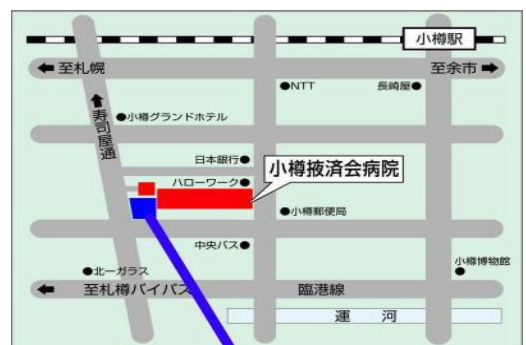 小樽駅
⬅ 至札幌
至余市 ➡
●NTT
長崎屋●
⬆寿司屋通
●小樽グランドホテル
日本銀行●
小樽掖済会病院
ハローワーク●
●小樽郵便局
中央バス●
小樽博物館
●
●北一ガラス
⬅ 至札樽バイパス
臨港線
運 河